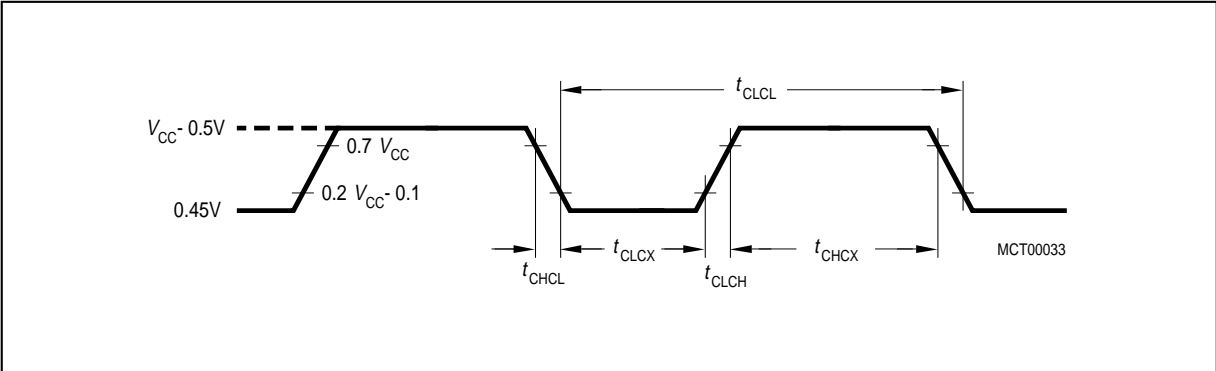 tCLCL
VCC- 0.5V
0.7 VCC
0.2 VCC- 0.1
0.45V
tCHCL
tCLCX
tCLCH
tCHCX
MCT00033